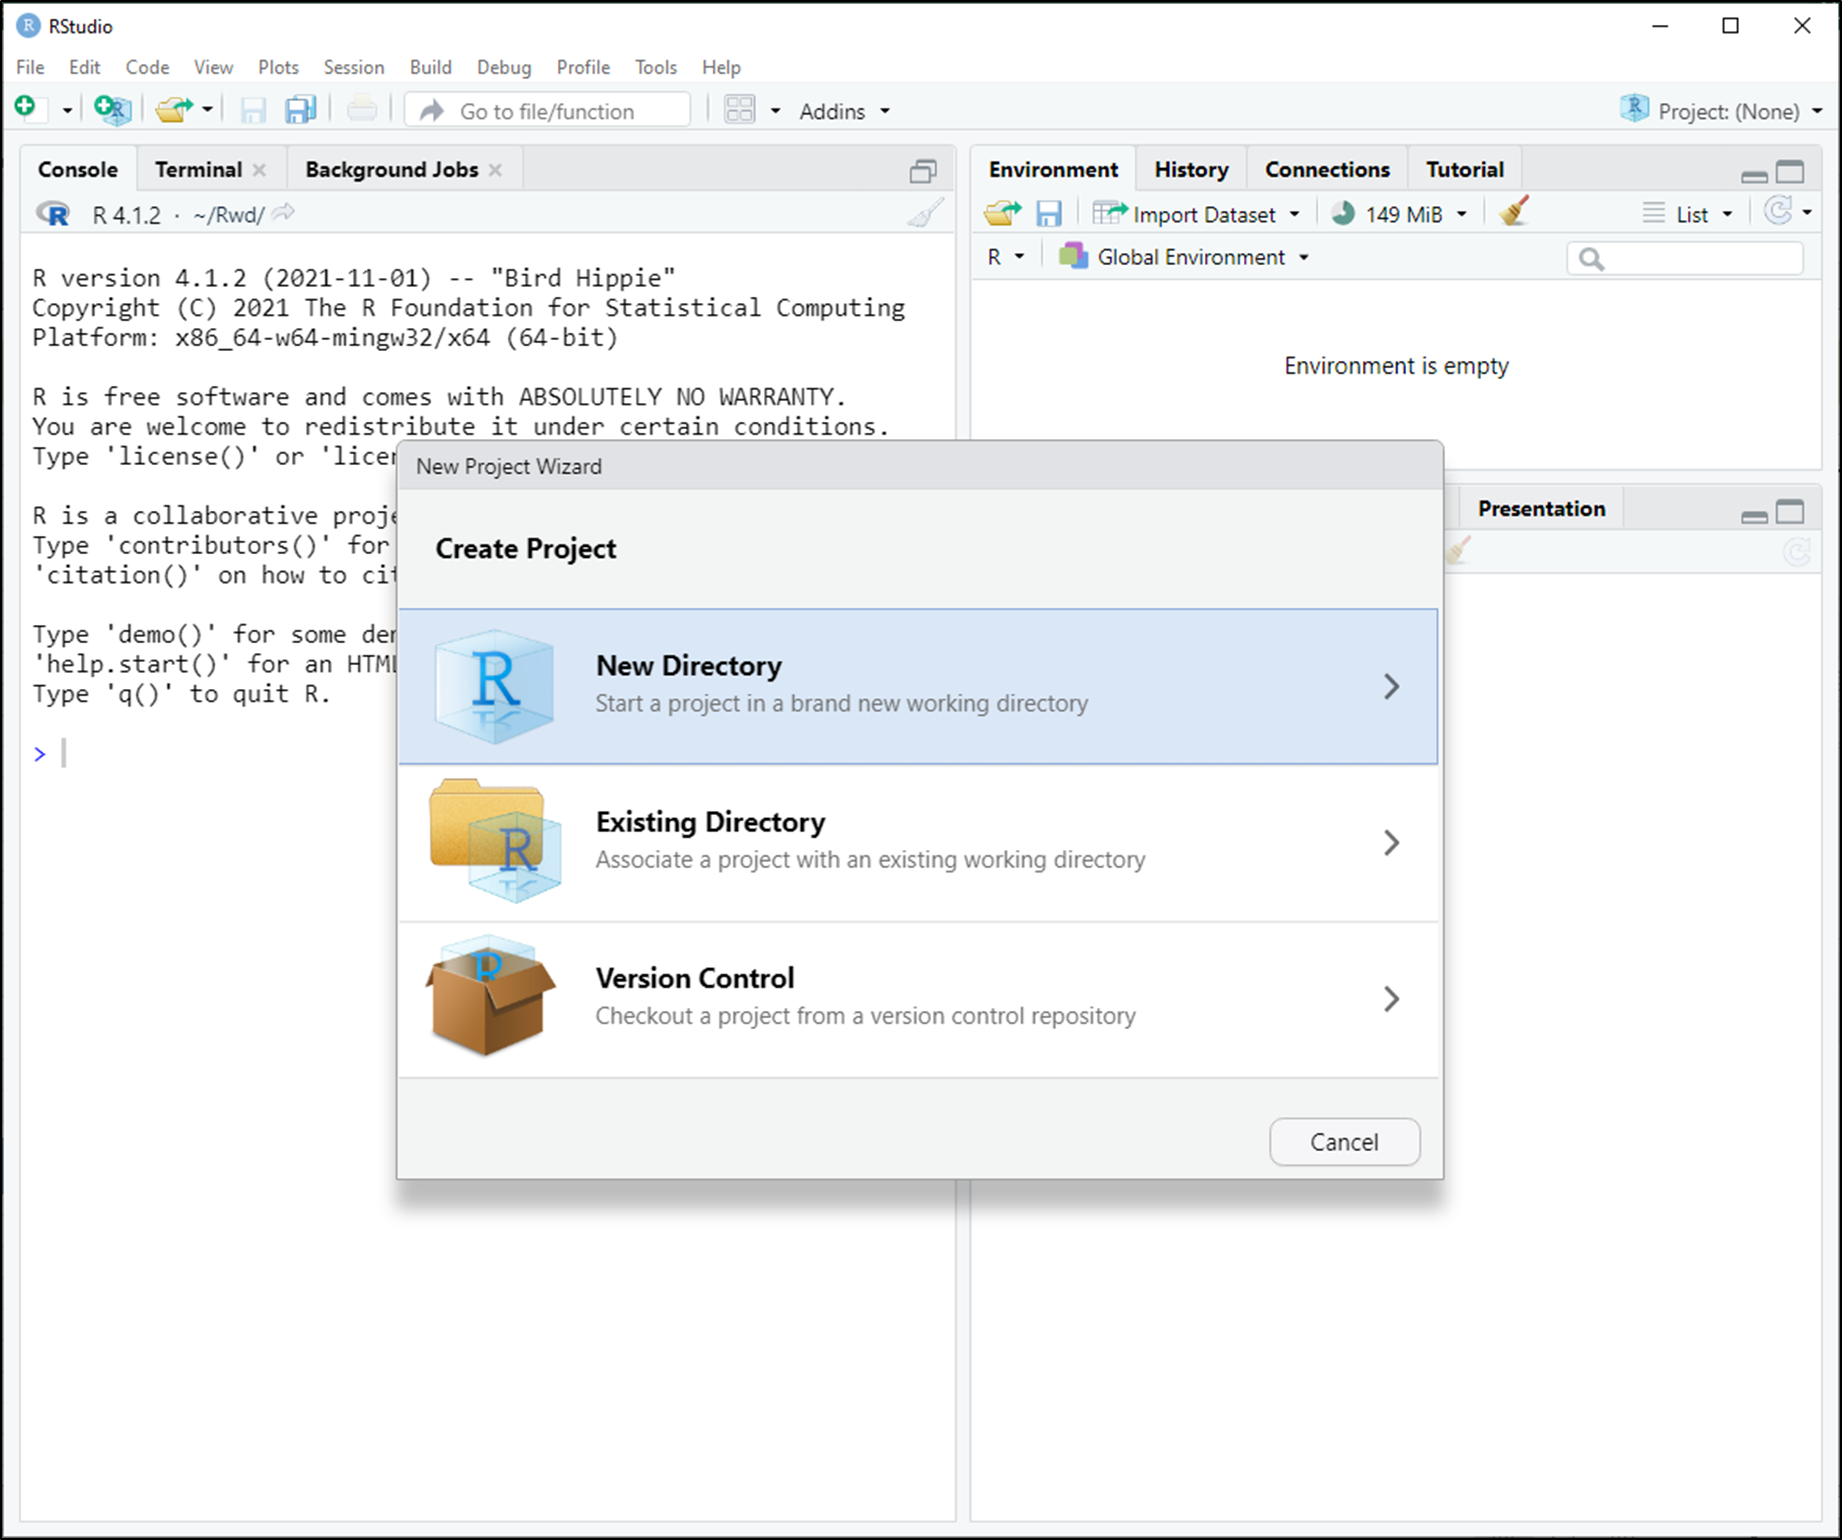 RStudio
File Edit Code View Plots Session Build Debug Profile Tools Help
Go to file/function Addins Project: (None)
Console Terminal Background Jobs
R 4.1.2 · ~/Rwd/
R version 4.1.2 (2021-11-01) -- "Bird Hippie"
Copyright (C) 2021 The R Foundation for Statistical Computing
Platform: x86_64-w64-mingw32/x64 (64-bit)
R is free software and comes with ABSOLUTELY NO WARRANTY.
You are welcome to redistribute it under certain conditions.
Type 'license()' or 'licen
R is a collaborative proje
Type 'contributors()' for
'citation()' on how to cit
Type 'demo()' for some dem
'help.start()' for an HTML
Type 'q()' to quit R.
>
Environment History Connections Tutorial
Import Dataset 149 MiB List
R Global Environment
Environment is empty
Presentation
New Project Wizard
Create Project
R
New Directory
Start a project in a brand new working directory
R
Existing Directory
Associate a project with an existing working directory
R
Version Control
Checkout a project from a version control repository
Cancel